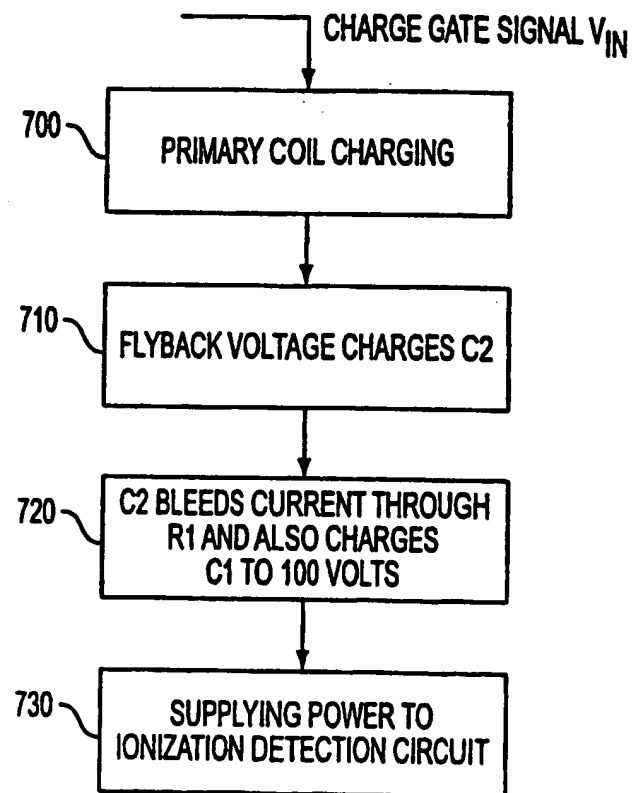 CHARGE GATE SIGNAL VIN
700
PRIMARY COIL CHARGING
710
FLYBACK VOLTAGE CHARGES C2
720
C2 BLEEDS CURRENT THROUGH
R1 AND ALSO CHARGES
C1 TO 100 VOLTS
730
SUPPLYING POWER TO
IONIZATION DETECTION CIRCUIT